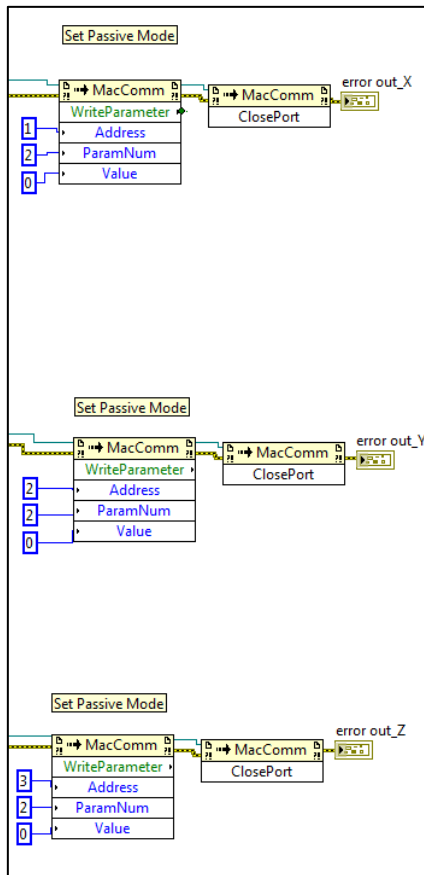 Set Passive Mode
MacComm
WriteParameter
1
Address
2
ParamNum
0
Value
MacComm
ClosePort
error out_X
Set Passive Mode
MacComm
WriteParameter
2
Address
2
ParamNum
0
Value
MacComm
ClosePort
error out_Y
Set Passive Mode
MacComm
WriteParameter
3
Address
2
ParamNum
0
Value
MacComm
ClosePort
error out_Z